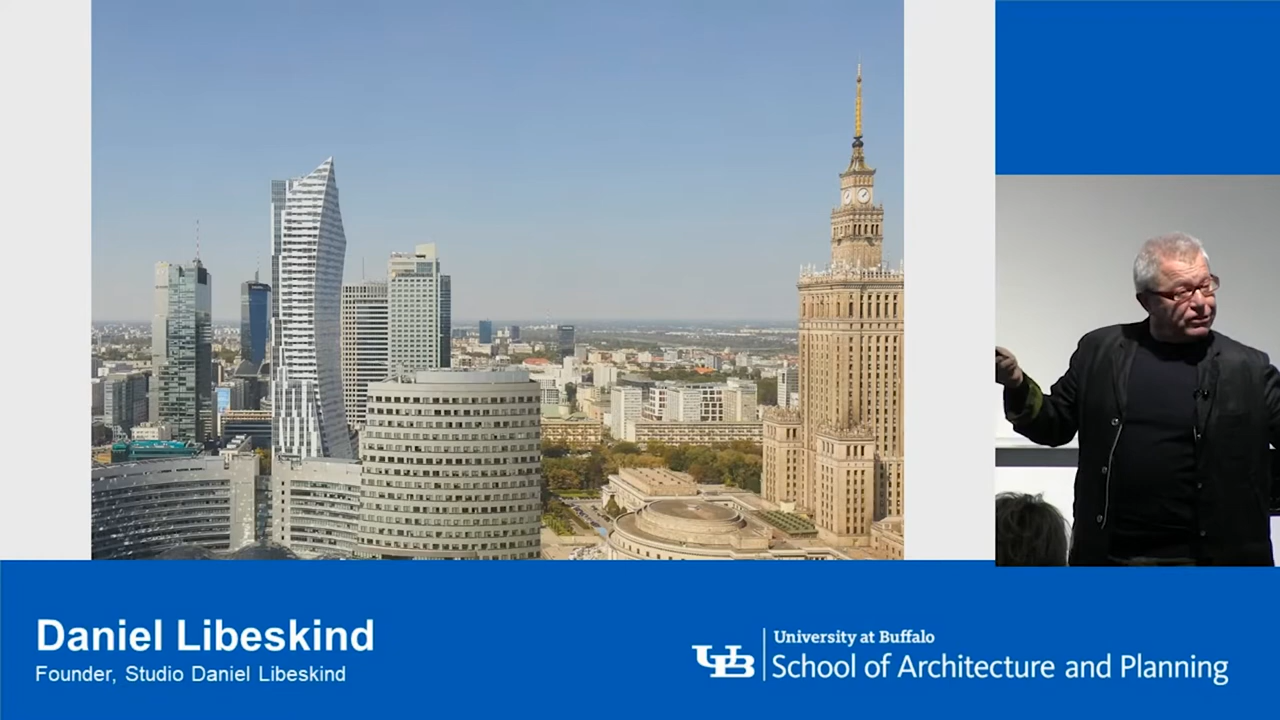 Daniel Libeskind
Founder, Studio Daniel Libeskind
UB
University at Buffalo
School of Architecture and Planning